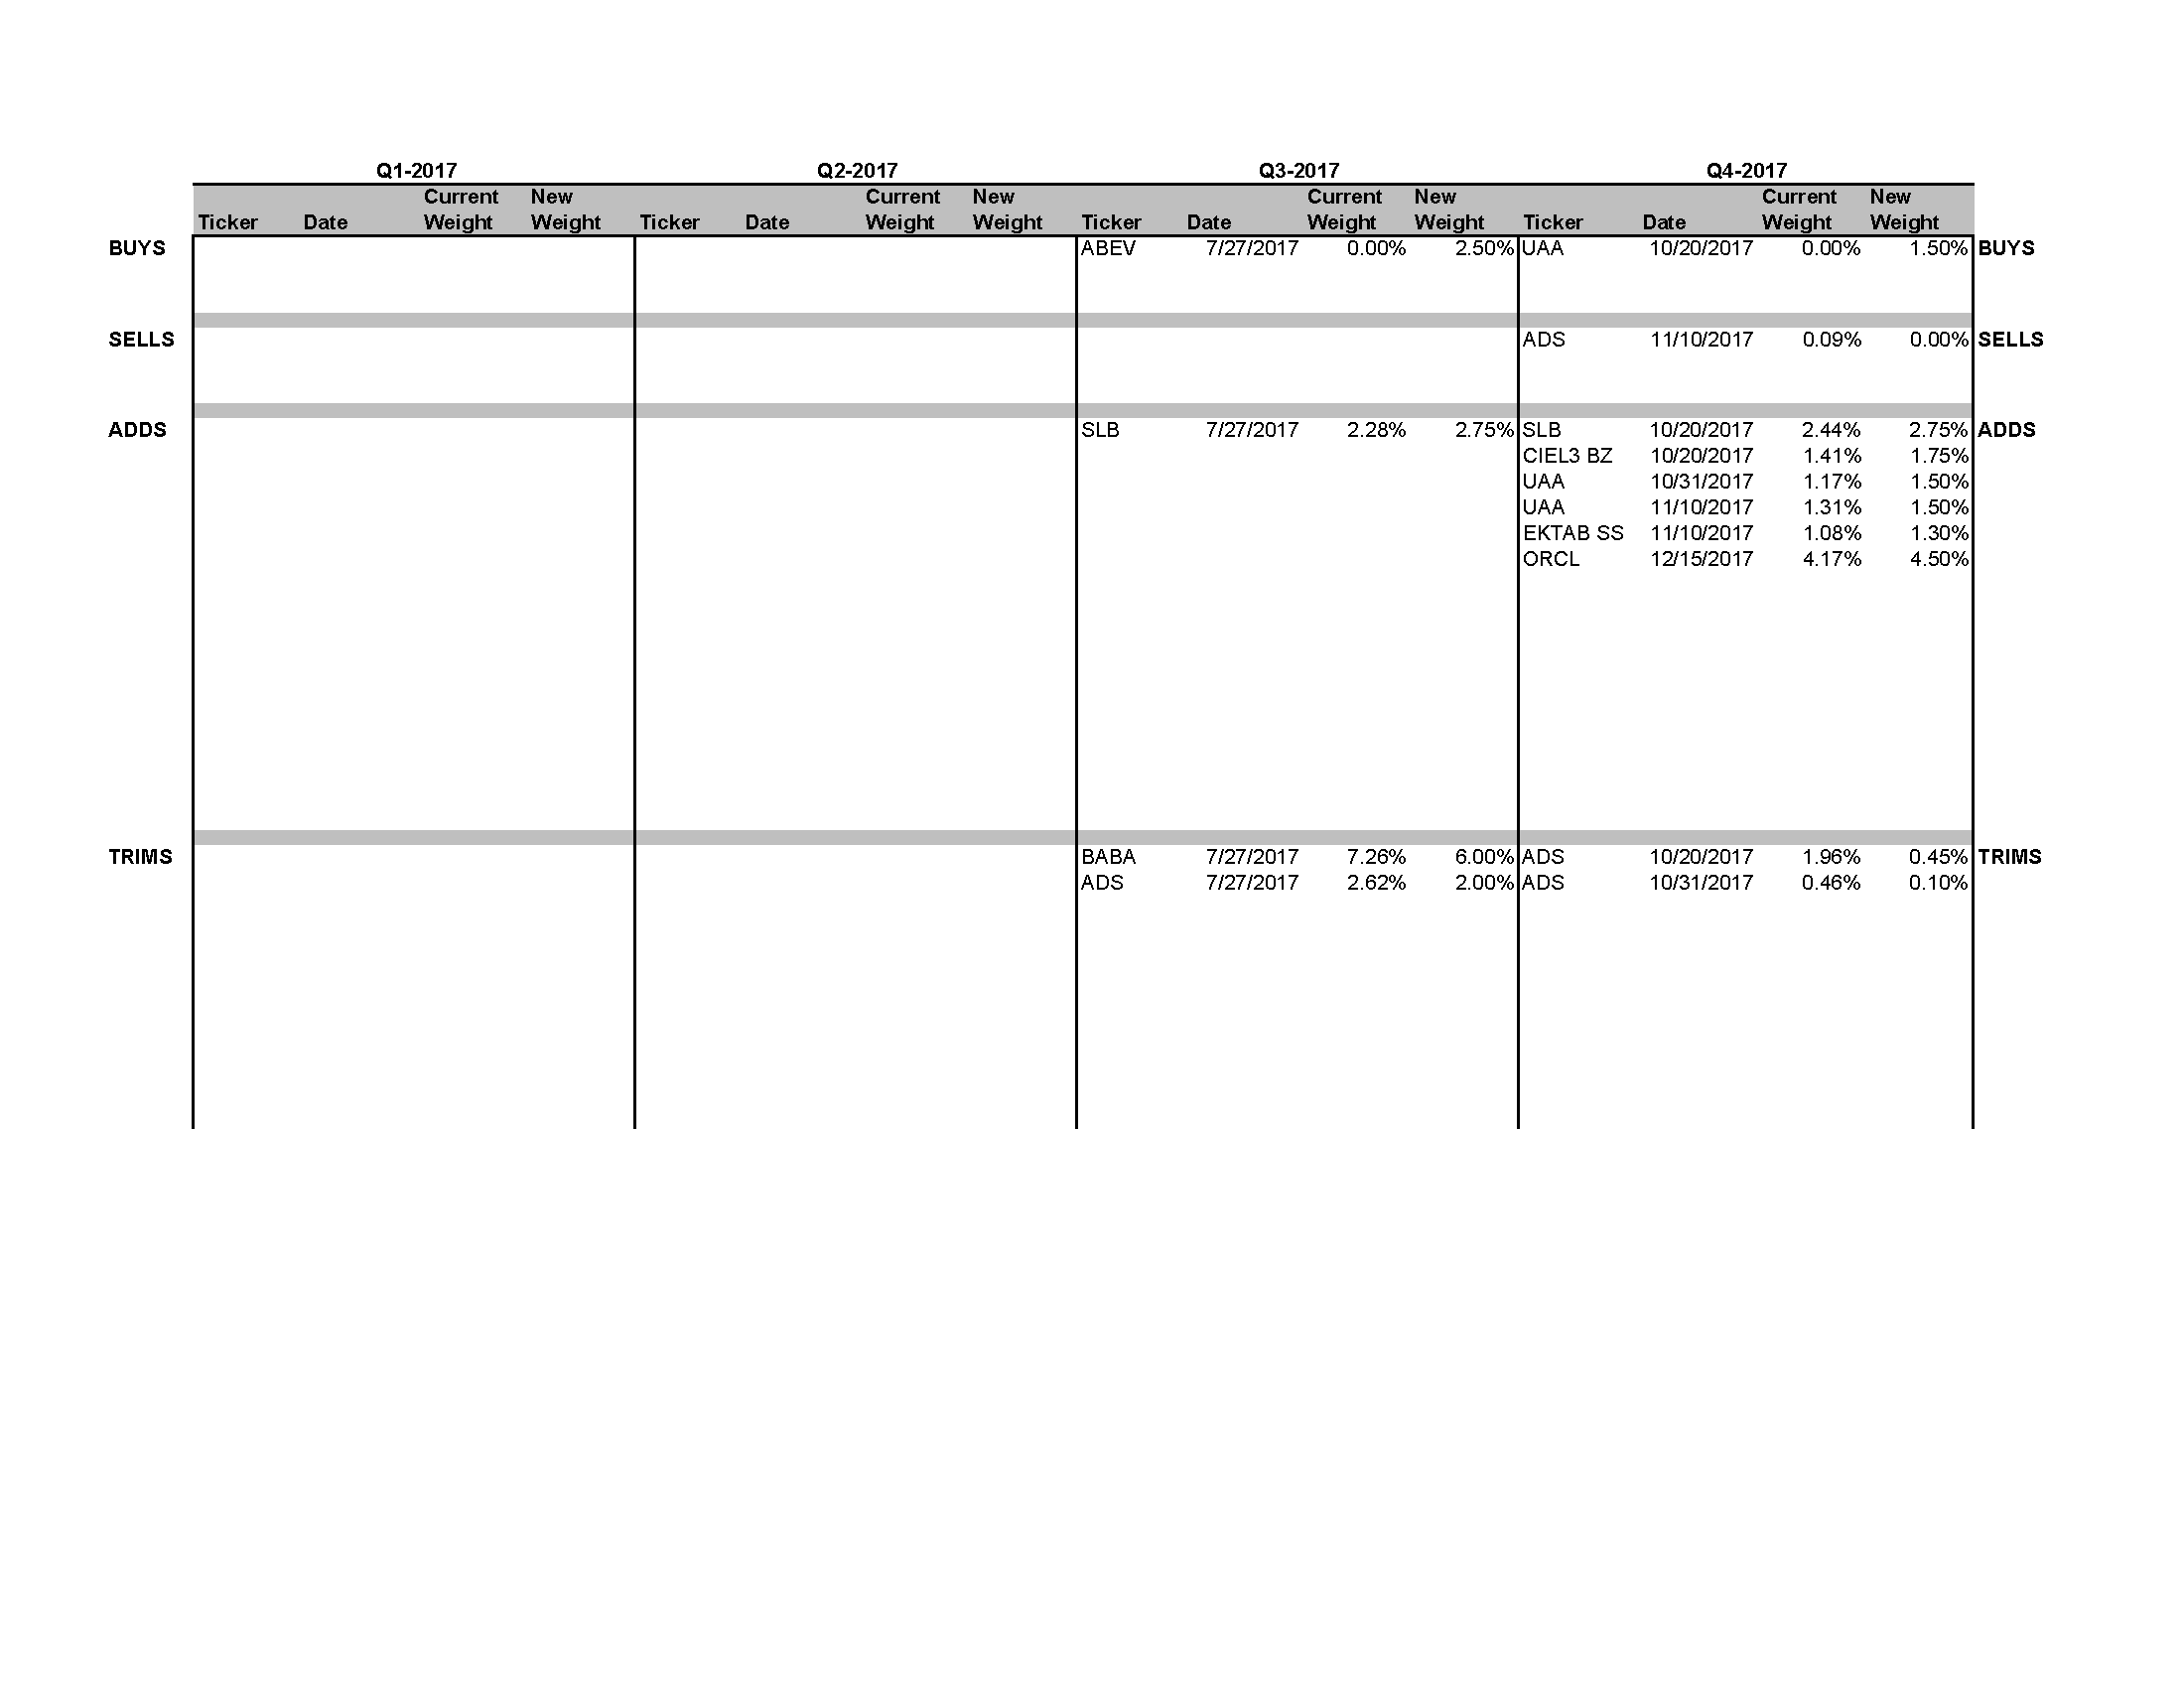 Q1-2017 Q2-2017 Q3-2017 Q4-2017
Current New Current New Current New Current New
Ticker Date Weight Weight Ticker Date Weight Weight Ticker Date Weight Weight Ticker Date Weight Weight
BUYS ABEV 7/27/2017 0.00% 2.50% UAA 10/20/2017 0.00% 1.50% BUYS
SELLS ADS 11/10/2017 0.09% 0.00% SELLS
ADDS SLB 7/27/2017 2.28% 2.75% SLB 10/20/2017 2.44% 2.75% ADDS
CIEL3 BZ 10/20/2017 1.41% 1.75%
UAA 10/31/2017 1.17% 1.50%
UAA 11/10/2017 1.31% 1.50%
EKTAB SS 11/10/2017 1.08% 1.30%
ORCL 12/15/2017 4.17% 4.50%
TRIMS BABA 7/27/2017 7.26% 6.00% ADS 10/20/2017 1.96% 0.45% TRIMS
ADS 7/27/2017 2.62% 2.00% ADS 10/31/2017 0.46% 0.10%